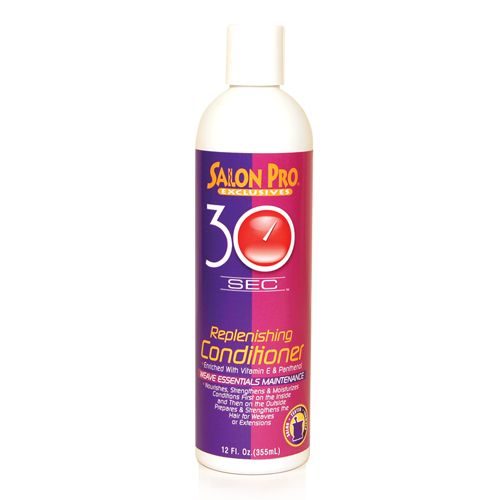 SALON PRO
EXCLUSIVES
30
SEC
Replenishing
Conditioner
• Enriched With Vitamin E & Panthenol
WEAVE ESSENTIALS MAINTENANCE
• Nourishes, Strengthens & Moisturizes
Conditions First on the Inside
and Then on the Outside
Prepares & Strengthens the
Hair for Weaves
or Extensions
12 Fl. Oz. (355mL)